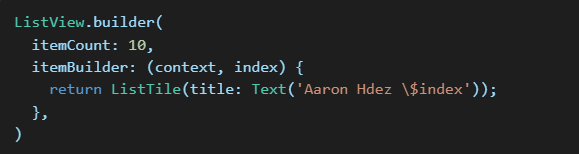 ListView.builder(
  itemCount: 10,
  itemBuilder: (context, index) {
    return ListTile(title: Text('Aaron Hdez \$index'));
  },
)